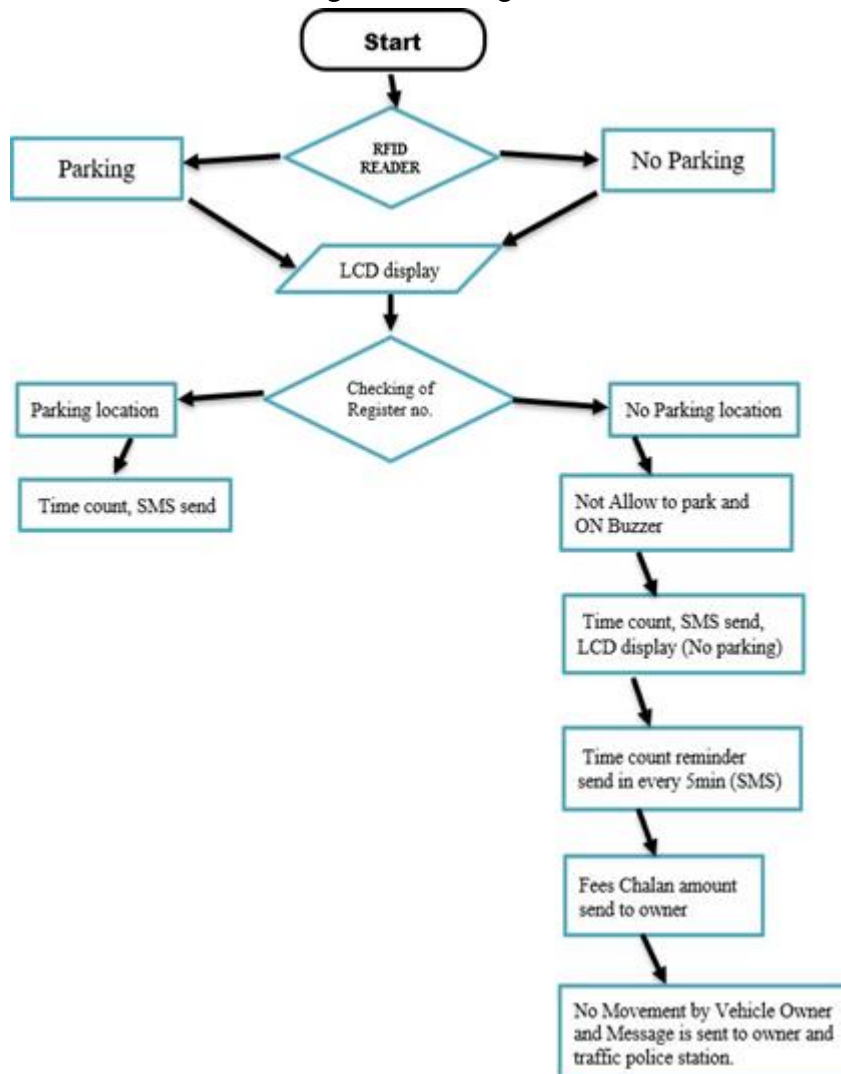 Start
RFID
READER
Parking
No Parking
LCD display
Checking of
Register no.
Parking location
No Parking location
Time count, SMS send
Not Allow to park and
ON Buzzer
Time count, SMS send,
LCD display (No parking)
Time count reminder
send in every 5min (SMS)
Fees Chalan amount
send to owner
No Movement by Vehicle Owner
and Message is sent to owner and
traffic police station.